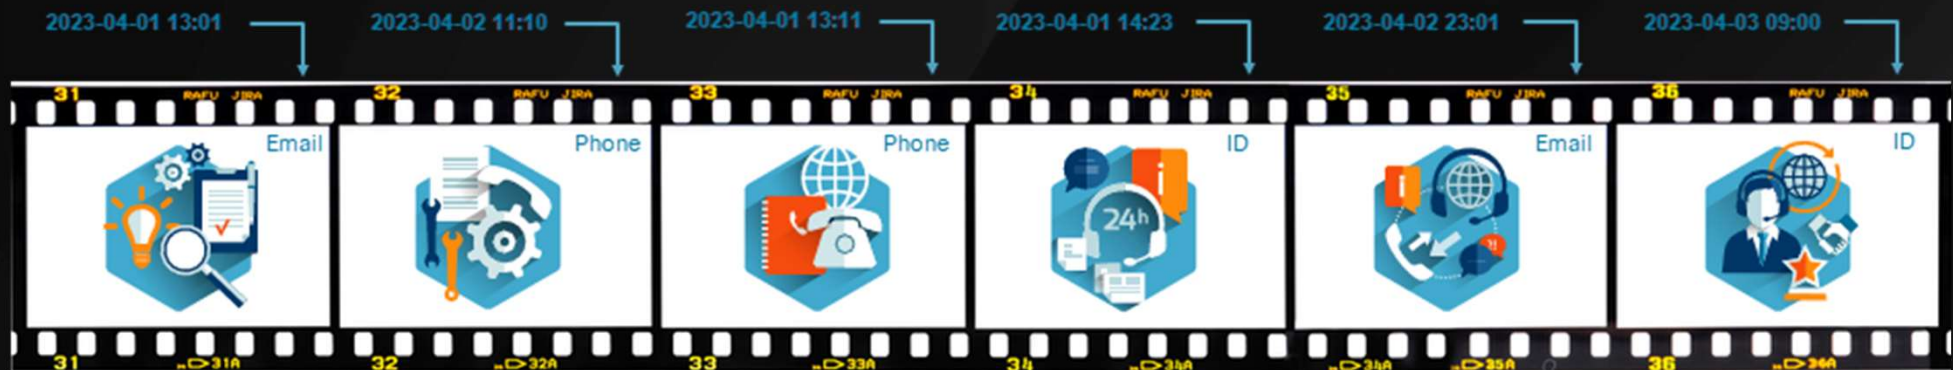 2023-04-01 13:01
2023-04-02 11:10
2023-04-01 13:11
2023-04-01 14:23
2023-04-02 23:01
2023-04-03 09:00
31 RAFU JIRA
32 RAFU JIRA
33 RAFU JIRA
34 RAFU JIRA
35 RAFU JIRA
36 RAFU JIRA
Email
Phone
Phone
ID
Email
ID
i
24h
i
!!
31 31A
32 32A
33 33A
34 34A
34A 35A
36 36A